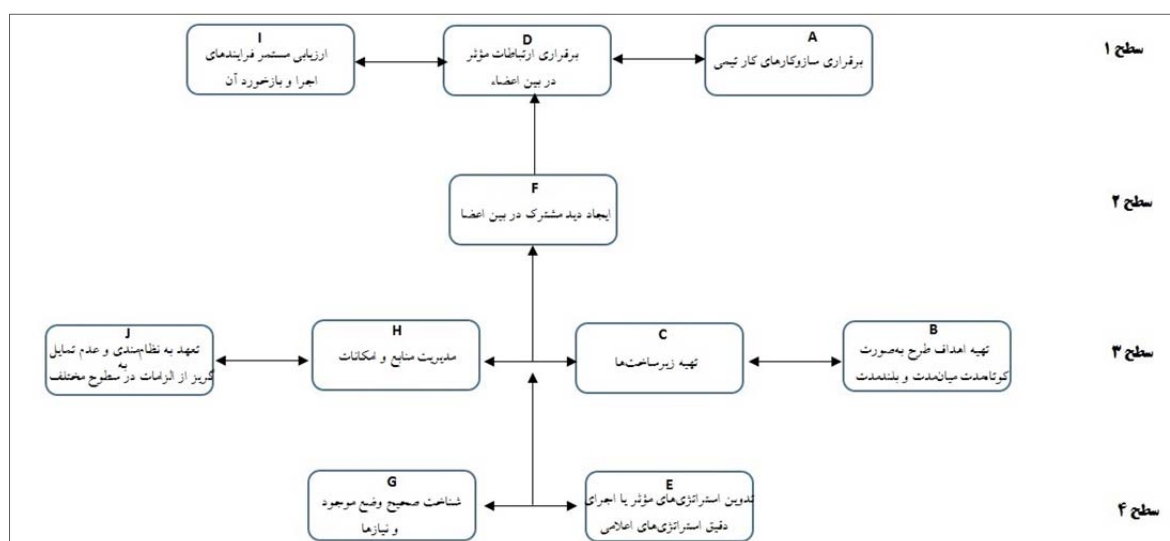 سطح ۱
A
برقراری سازوکارهای کار تیمی
D
برقراری ارتباطات مؤثر
در بین اعضاء
I
ارزیابی مستمر فرایندهای
اجرا و بازخورد آن
سطح ۲
F
ایجاد دید مشترک در بین اعضا
سطح ۳
B
تهیه اهداف طرح به‌صورت
کوتاه‌مدت میان‌مدت و بلندمدت
C
تهیه زیرساخت‌ها
H
مدیریت منابع و امکانات
J
تعهد به نظام‌مندی و عدم تمایل
به
گریز از الزامات در سطوح مختلف
سطح ۴
E
تدوین استراتژی‌های مؤثر یا اجرای
دقیق استراتژی‌های اعلامی
G
شناخت صحیح وضع موجود
و نیازها